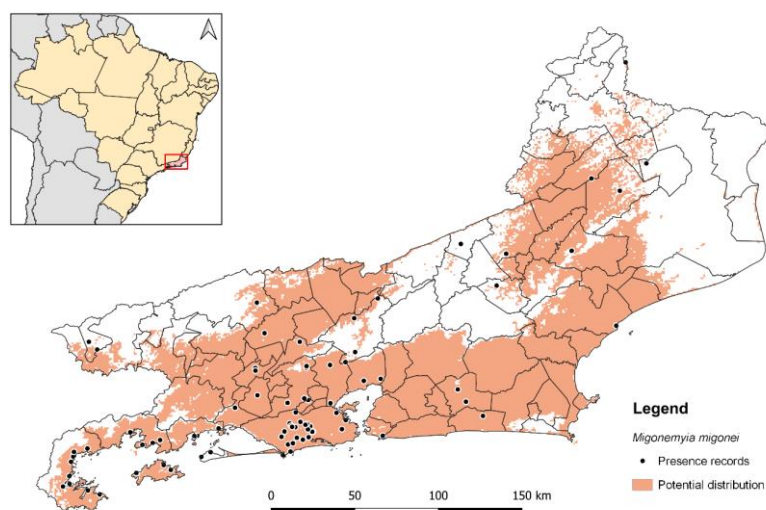 Legend
Migonemyia migonei
Presence records
Potential distribution
0 50 100 150 km